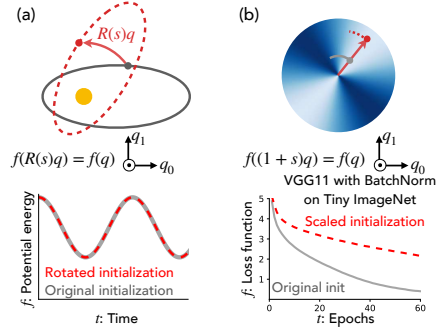 (a)
R(s)q
q₁
f(R(s)q) = f(q)
q₀
f: Potential energy
Rotated initialization
Original initialization
t: Time
(b)
q₁
f((1 + s)q) = f(q)
q₀
VGG11 with BatchNorm
on Tiny ImageNet
f: Loss function
5
4
3
2
1
Scaled initialization
Original init
0
20
40
60
t: Epochs